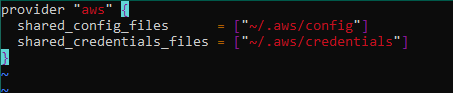 provider "aws" {
  shared_config_files      = ["~/.aws/config"]
  shared_credentials_files = ["~/.aws/credentials"]
}
~
~